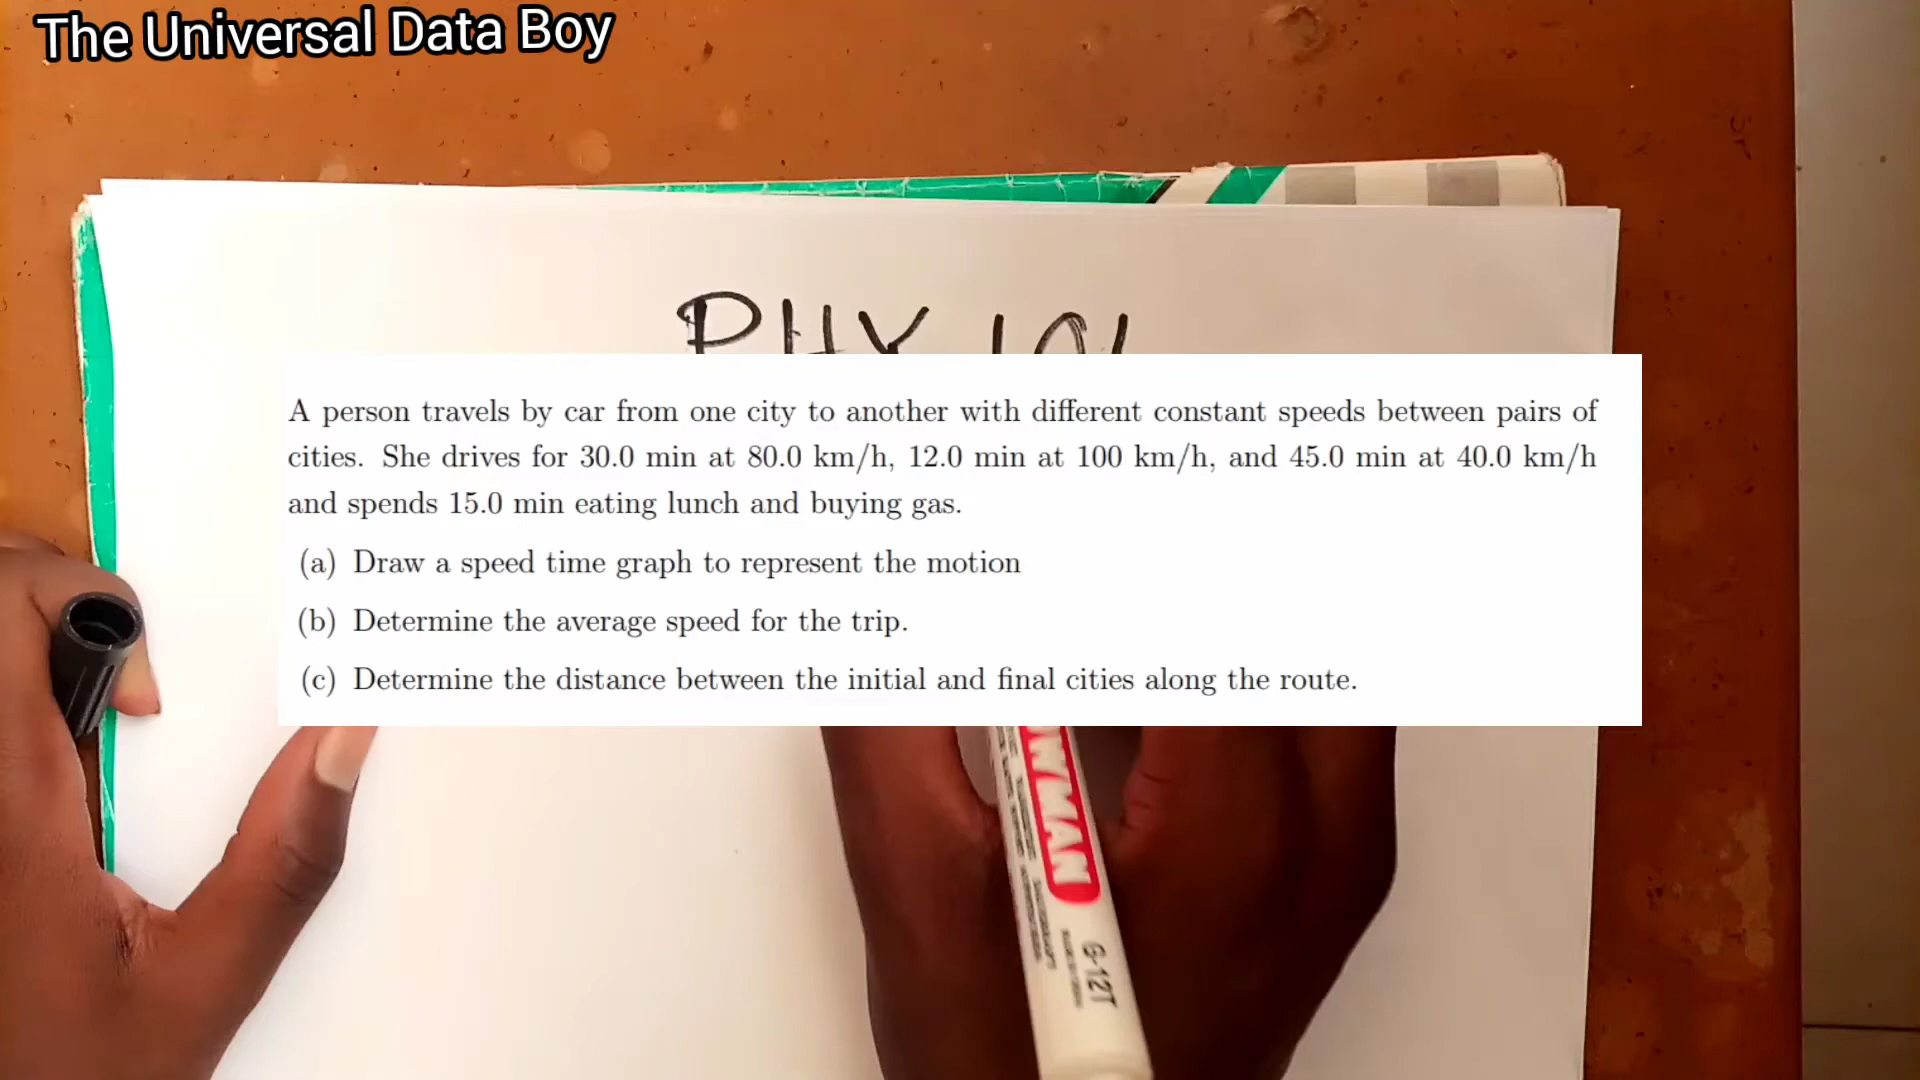 The Universal Data Boy
PHY 101
A person travels by car from one city to another with different constant speeds between pairs of
cities. She drives for 30.0 min at 80.0 km/h, 12.0 min at 100 km/h, and 45.0 min at 40.0 km/h
and spends 15.0 min eating lunch and buying gas.
(a) Draw a speed time graph to represent the motion
(b) Determine the average speed for the trip.
(c) Determine the distance between the initial and final cities along the route.
OWMAN
G-12T